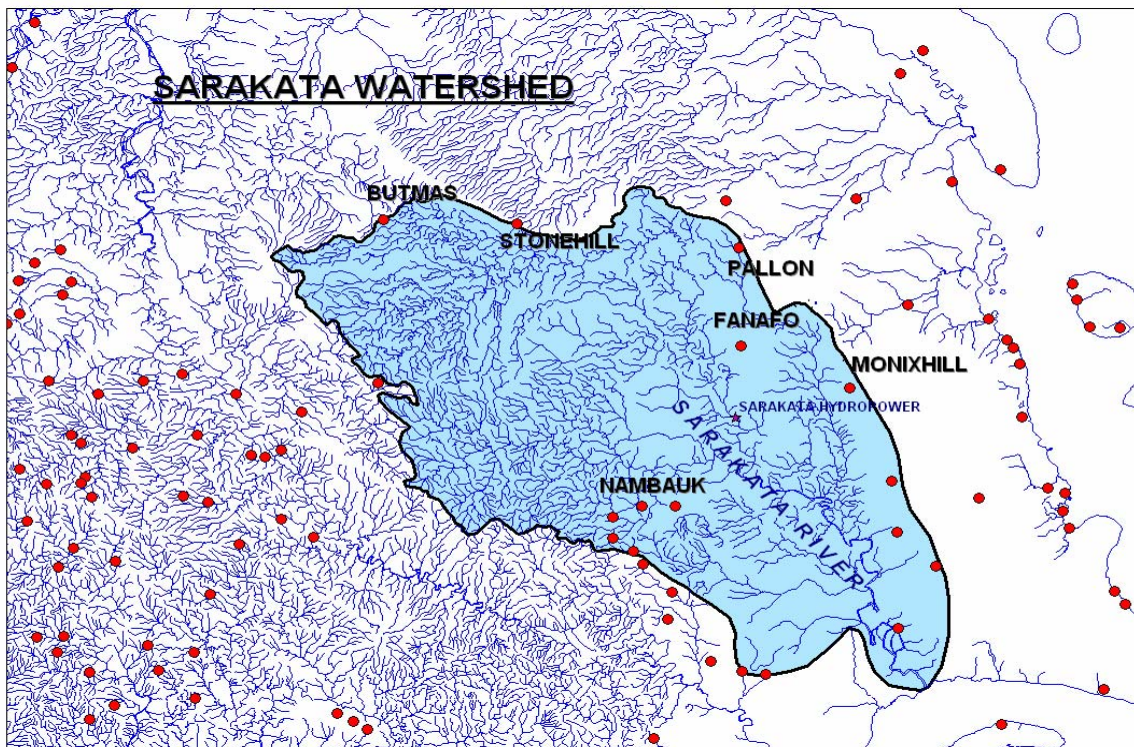 SARAKATA WATERSHED
BUTMAS
STONEHILL
PALLON
FANAFO
MONIXHILL
SARAKATA HYDROPOWER
SARAKATA RIVER
NAMBAUK